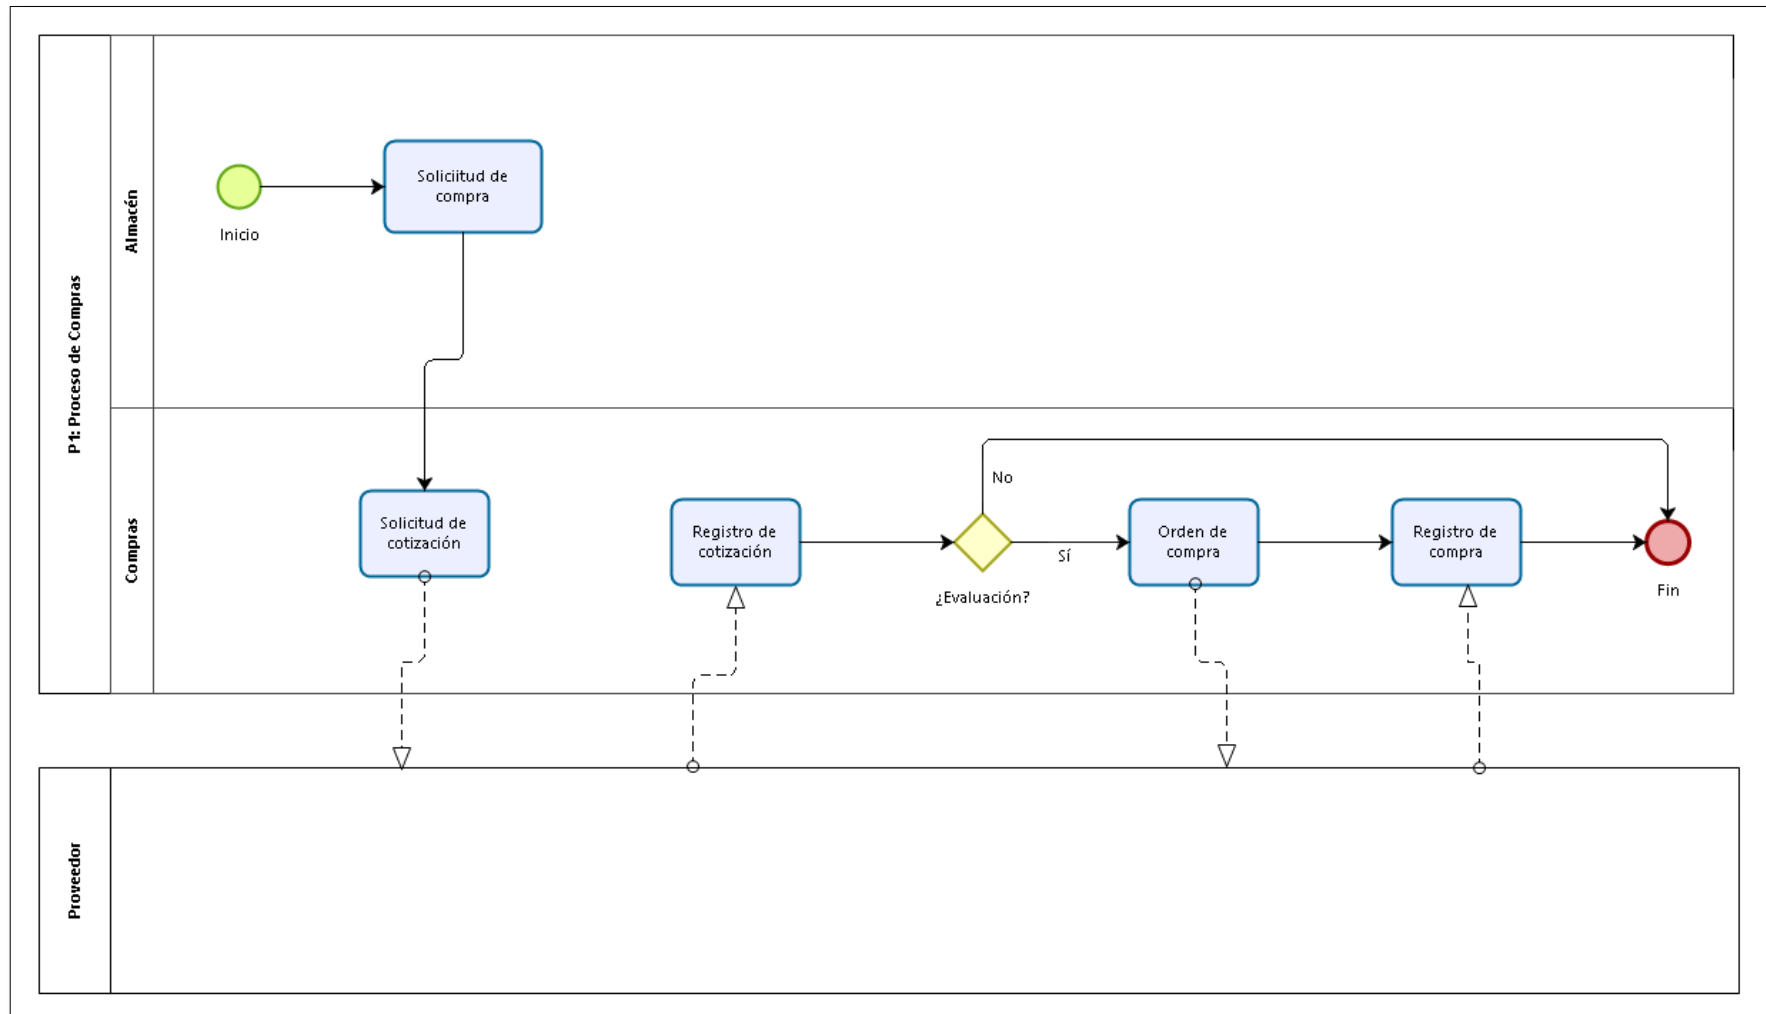 P1: Proceso de Compras
Almacén
Inicio
Soliciitud de
compra
Compras
Solicitud de
cotización
Registro de
cotización
¿Evaluación?
No
Sí
Orden de
compra
Registro de
compra
Fin
Proveedor